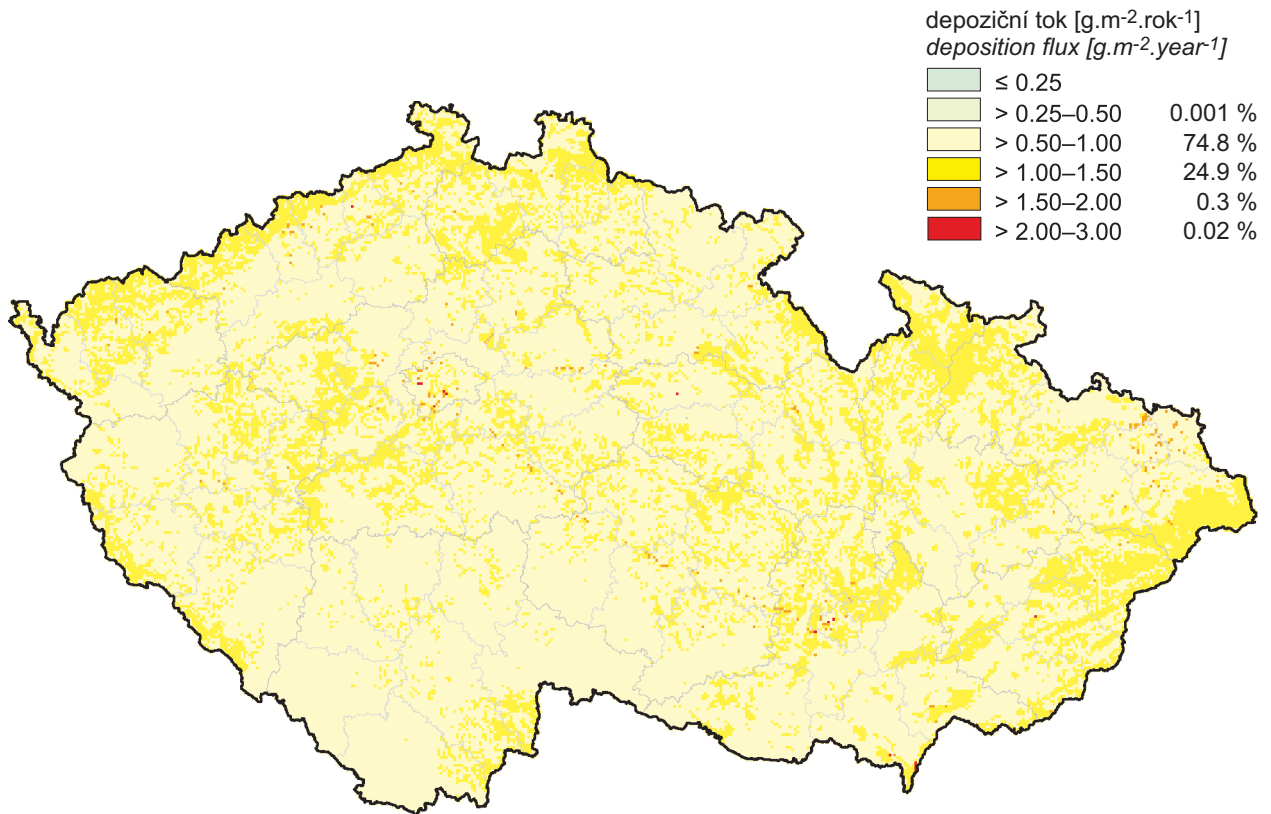 depoziční tok [g.m-2.rok-1]
deposition flux [g.m-2.year-1]
≤ 0.25
> 0.25–0.50 0.001 %
> 0.50–1.00 74.8 %
> 1.00–1.50 24.9 %
> 1.50–2.00 0.3 %
> 2.00–3.00 0.02 %